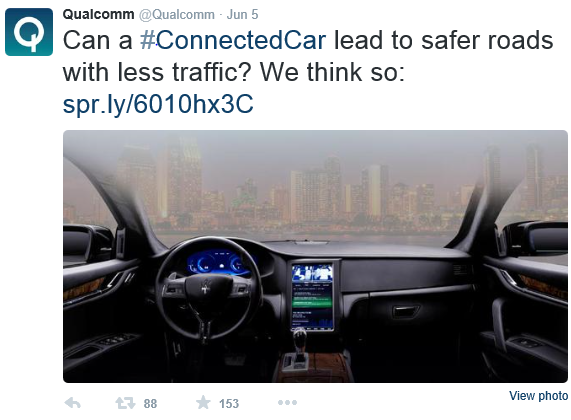 Qualcomm @Qualcomm · Jun 5
Can a #ConnectedCar lead to safer roads
with less traffic? We think so:
spr.ly/6010hx3C
88 153
View photo